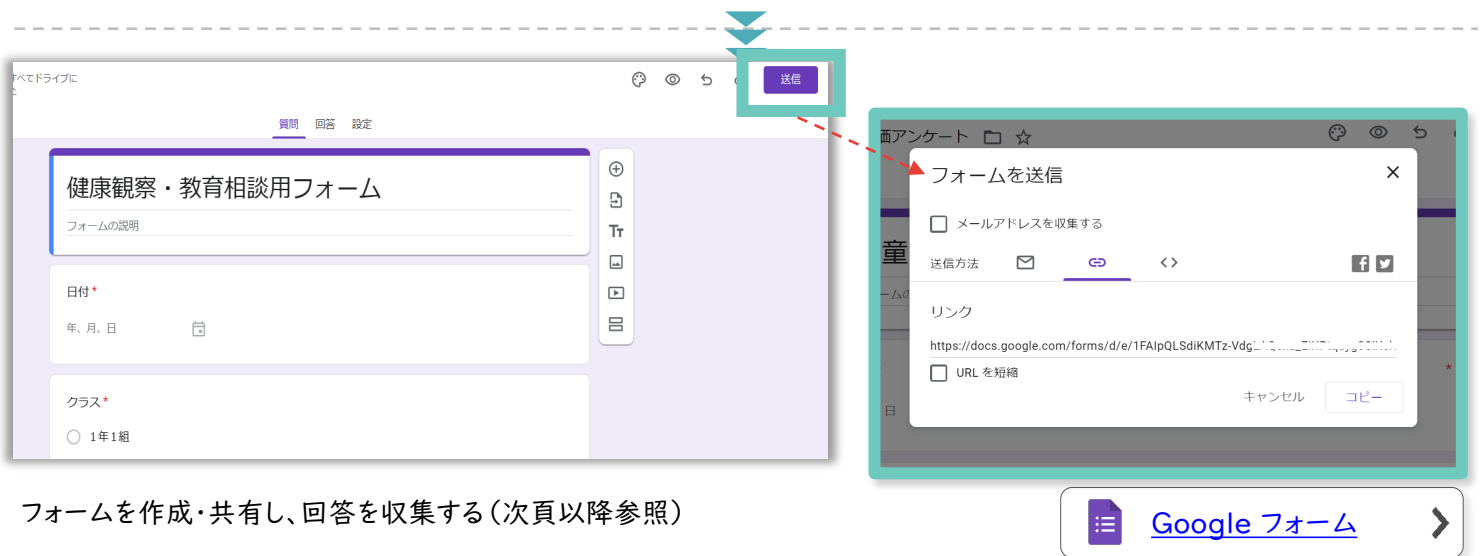 べてドライブに
送信
質問 回答 設定
健康観察・教育相談用フォーム
フォームの説明
日付 *
年、月、日
クラス *
1年1組
価アンケート
フォームを送信
メールアドレスを収集する
送信方法
リンク
https://docs.google.com/forms/d/e/1FAIpQLSdiKMTz-Vdg
URL を短縮
キャンセル コピー
童
ームの
*
日
フォームを作成・共有し、回答を収集する（次頁以降参照）
Google フォーム